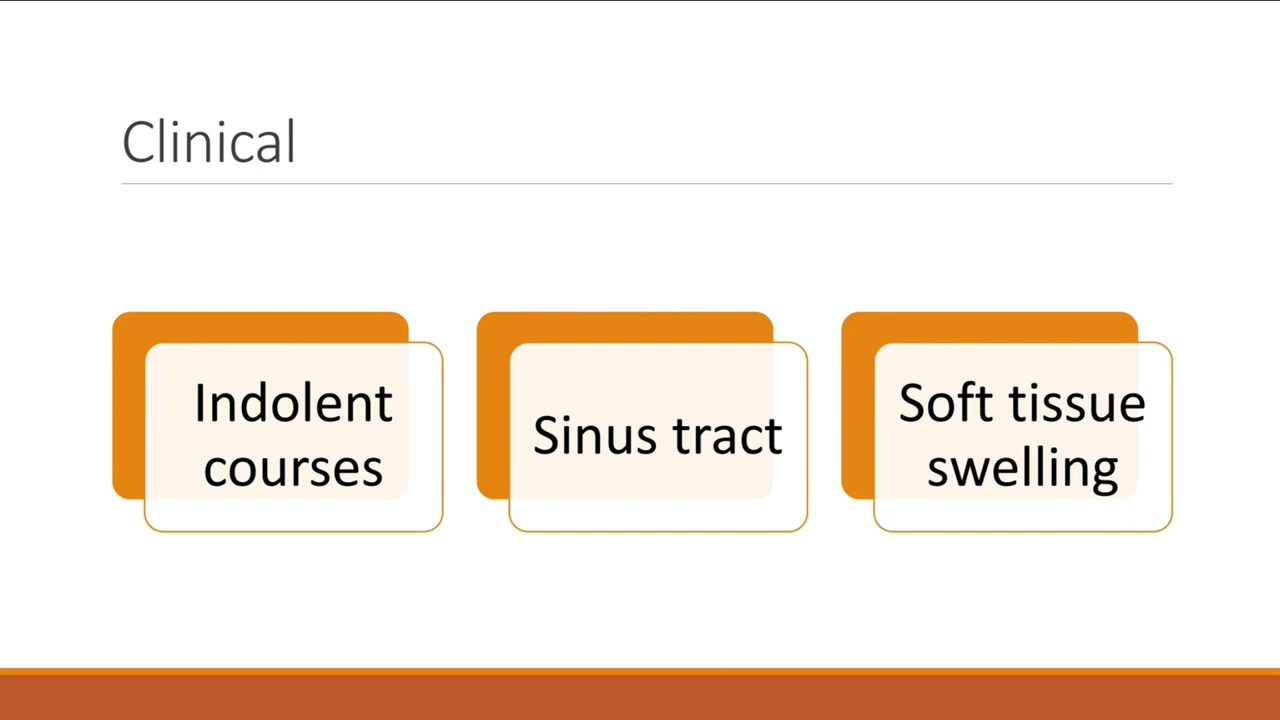 Clinical
Indolent
courses
Sinus tract
Soft tissue
swelling